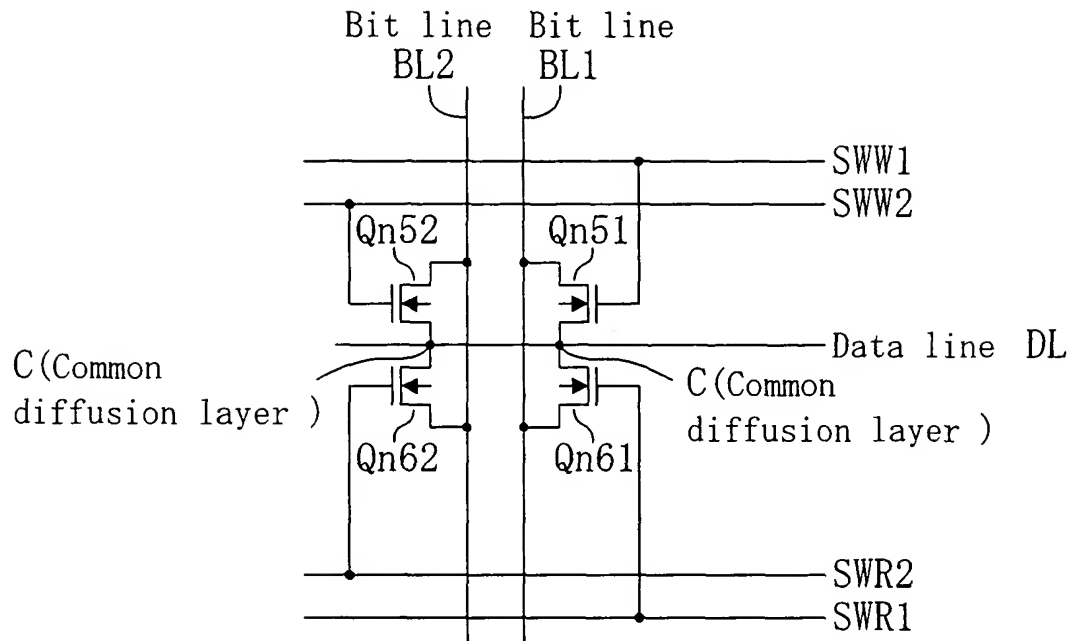 Bit line Bit line
BL2 BL1
SWW1
SWW2
Qn52 Qn51
Data line DL
C(Common
diffusion layer )
C(Common
diffusion layer )
Qn62 Qn61
SWR2
SWR1